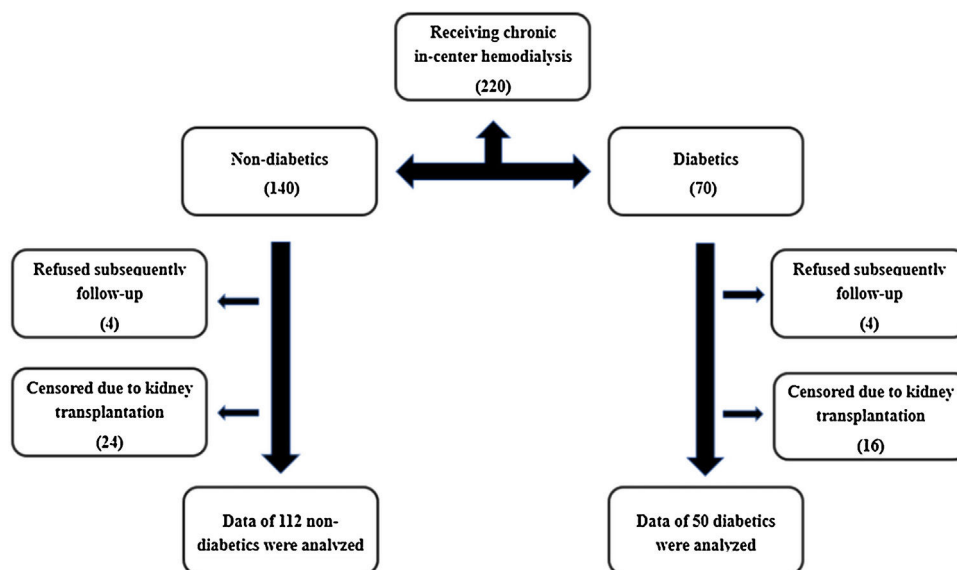 Receiving chronic
in-center hemodialysis
(220)
Non-diabetics
(140)
Diabetics
(70)
Refused subsequently
follow-up
(4)
Refused subsequently
follow-up
(4)
Censored due to kidney
transplantation
(24)
Censored due to kidney
transplantation
(16)
Data of 112 non-
diabetics were analyzed
Data of 50 diabetics
were analyzed